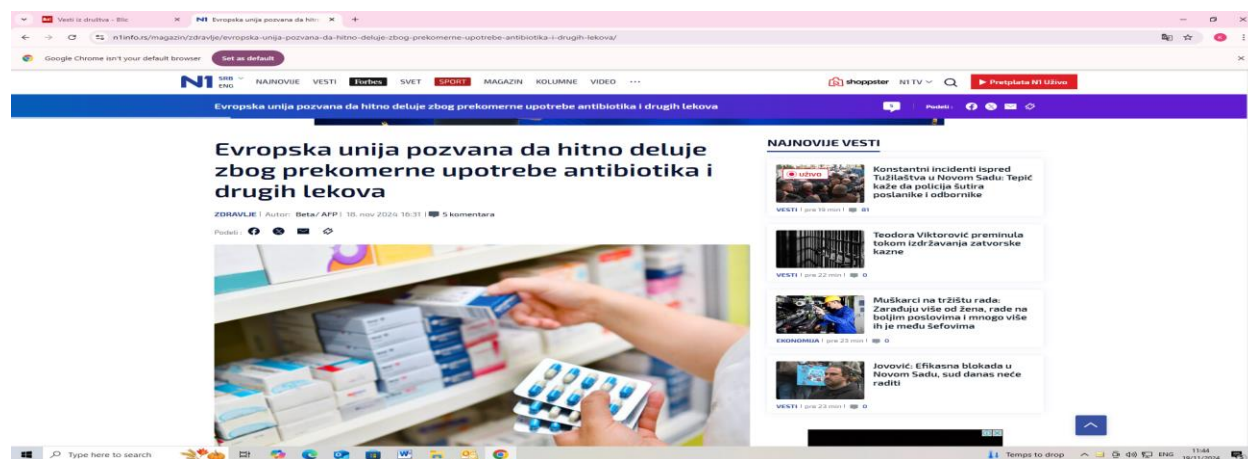 Vesti iz društva - Blic
N1 Evropska unija pozvana da hitn
n1info.rs/magazin/zdravlje/evropska-unija-pozvana-da-hitno-deluje-zbog-prekomerne-upotrebe-antibiotika-i-drugih-lekova/
Google Chrome isn't your default browser Set as default
N1 SRB ENG NAJNOVIJE VESTI Forbes SVET SPORT MAGAZIN KOLUMNE VIDEO ... shoppster N1 TV Pretplata N1 Uživo
Evropska unija pozvana da hitno deluje zbog prekomerne upotrebe antibiotika i drugih lekova Podeli:
Evropska unija pozvana da hitno deluje
zbog prekomerne upotrebe antibiotika i
drugih lekova
ZDRAVLJE | Autor: Beta/ AFP | 18. nov 2024 16:31 | 5 komentara
Podeli:
NAJNOVIJE VESTI
uživo
Konstantni incidenti ispred
Tužilaštva u Novom Sadu: Tepić
kaže da policija šutira
poslanike i odbornike
VESTI | pre 16 min | 81
Teodora Viktorović preminula
tokom izdržavanja zatvorske
kazne
VESTI | pre 22 min | 0
Muškarci na tržištu rada:
Zarađuju više od žena, rade na
boljim poslovima i mnogo više
ih je među šefovima
EKONOMIJA | pre 23 min | 0
Jovović: Efikasna blokada u
Novom Sadu, sud danas neće
raditi
VESTI | pre 23 min | 0
Type here to search
Temps to drop
ENG
11:44
19/11/2024